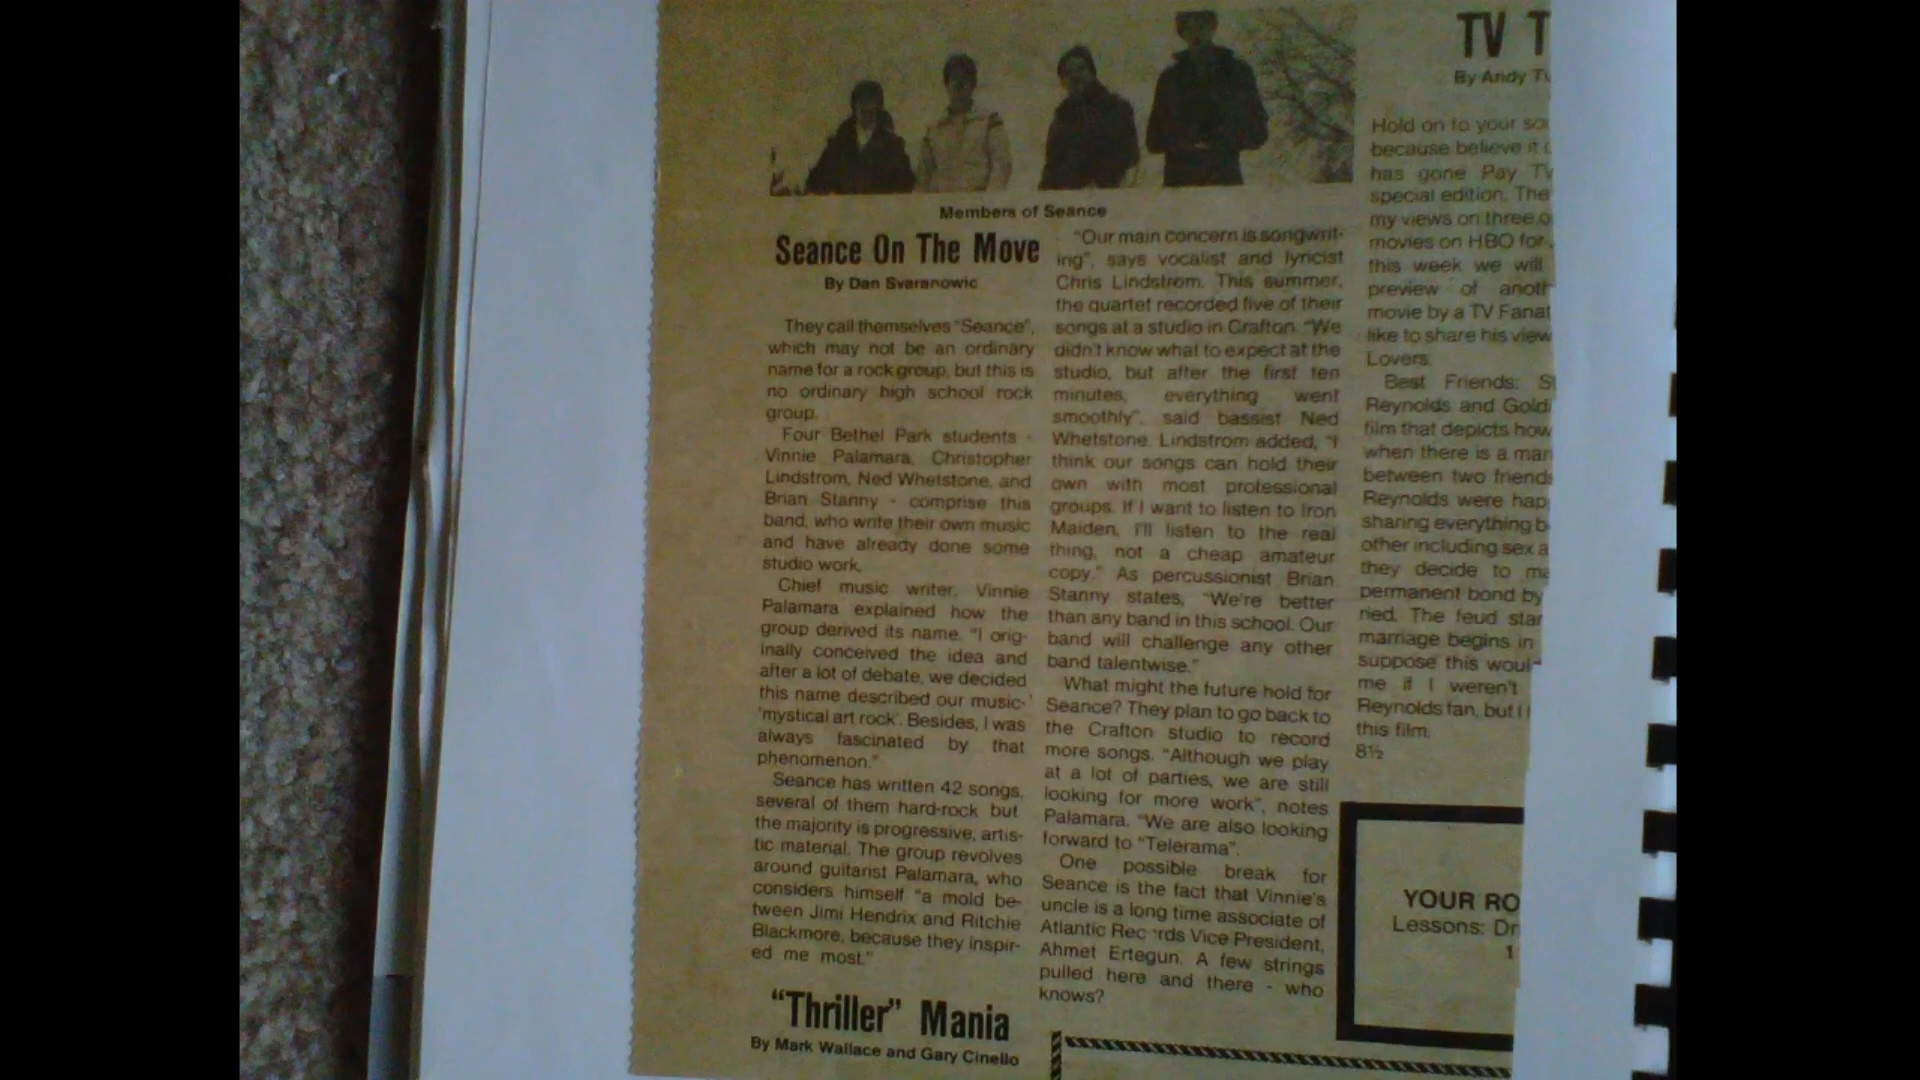 Members of Seance
Seance On The Move
By Dan Svaranowic
They call themselves "Seance",
which may not be an ordinary
name for a rock group, but this is
no ordinary high school rock
group.
Four Bethel Park students -
Vinnie Palamara, Christopher
Lindstrom, Ned Whetstone, and
Brian Stanny - comprise this
band, who write their own music
and have already done some
studio work.
Chief music writer, Vinnie
Palamara explained how the
group derived its name. "I orig-
inally conceived the idea and
after a lot of debate, we decided
this name described our music-
'mystical art rock'. Besides, I was
always fascinated by that
phenomenon."
Seance has written 42 songs,
several of them hard-rock but
the majority is progressive, artis-
tic material. The group revolves
around guitarist Palamara, who
considers himself "a mold be-
tween Jimi Hendrix and Ritchie
Blackmore, because they inspir-
ed me most."
"Our main concern is songwrit-
ing", says vocalist and lyricist
Chris Lindstrom. This summer,
the quartet recorded five of their
songs at a studio in Crafton. "We
didn't know what to expect at the
studio, but after the first ten
minutes, everything went
smoothly", said bassist Ned
Whetstone. Lindstrom added, "I
think our songs can hold their
own with most professional
groups. If I want to listen to Iron
Maiden, I'll listen to the real
thing, not a cheap amateur
copy." As percussionist Brian
Stanny states, "We're better
than any band in this school. Our
band will challenge any other
band talentwise."
What might the future hold for
Seance? They plan to go back to
the Crafton studio to record
more songs. "Although we play
at a lot of parties, we are still
looking for more work", notes
Palamara. "We are also looking
forward to "Telerama".
One possible break for
Seance is the fact that Vinnie's
uncle is a long time associate of
Atlantic Rec rds Vice President,
Ahmet Ertegun. A few strings
pulled here and there - who
knows?
"Thriller" Mania
By Mark Wallace and Gary Cinello
TV T
By Andy
Hold on to your
because believe it
has gone Pay TV
special edition. The
my views on three
movies on HBO for
this week we will
preview of anoth
movie by a TV Fanat
like to share his view
Lovers.
Best Friends:
Reynolds and Goldi
film that depicts how
when there is a mar
between two friends
Reynolds were hap
sharing everything
other including sex a
they decide to ma
permanent bond by
ried. The feud star
marriage begins in
suppose this woul
me if I weren't
Reynolds fan, but I
this film.
8½
YOUR RO
Lessons: Dr
1